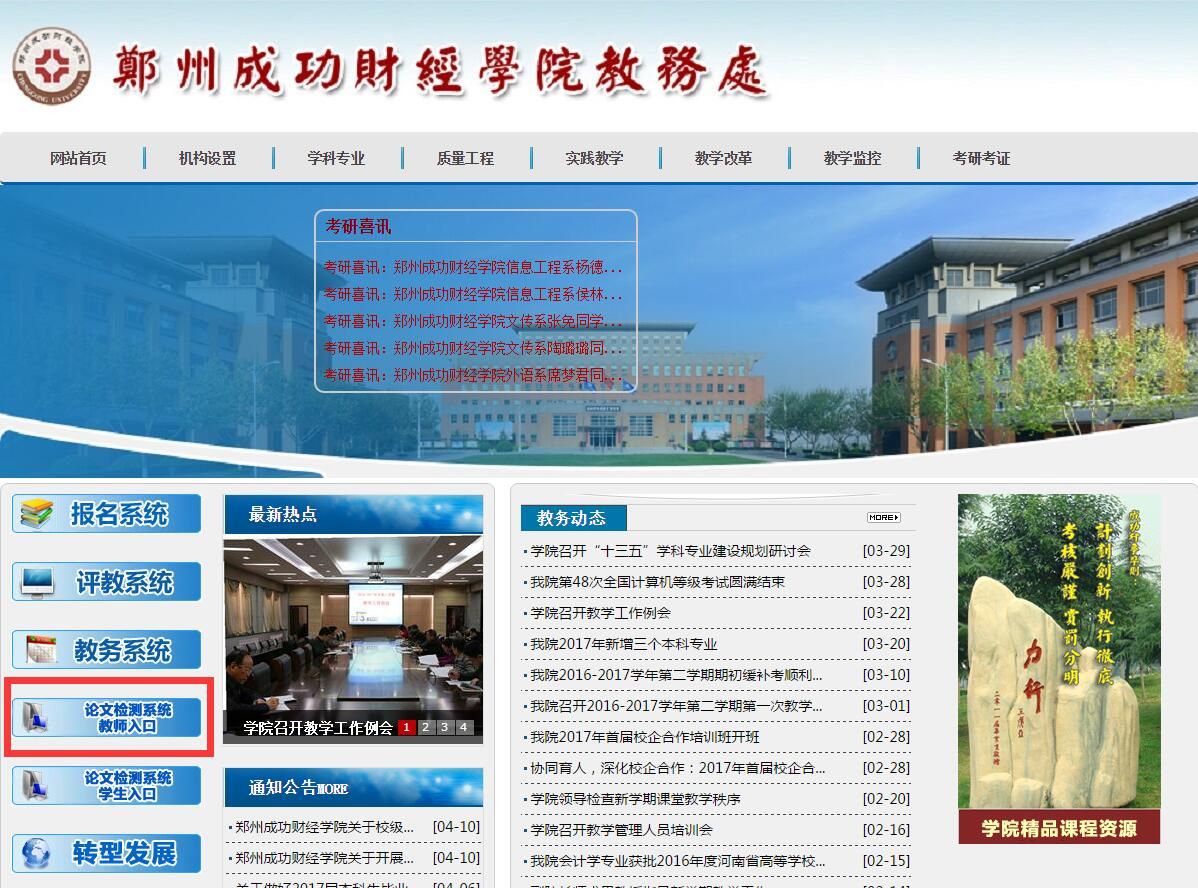 鄭州成功財經學院教務處
网站首页 机构设置 学科专业 质量工程 实践教学 教学改革 教学监控 考研考证
考研喜讯
考研喜讯：郑州成功财经学院信息工程系杨德...
考研喜讯：郑州成功财经学院信息工程系侯林...
考研喜讯：郑州成功财经学院文传系张免同学...
考研喜讯：郑州成功财经学院文传系陶璐璐同...
考研喜讯：郑州成功财经学院外语系席梦君同...
报名系统
评教系统
教务系统
论文检测系统
教师入口
论文检测系统
学生入口
转型发展
最新热点
学院召开教学工作例会 1 2 3 4
通知公告MORE
郑州成功财经学院关于校级... [04-10]
郑州成功财经学院关于开展... [04-10]
教务动态
MORE
学院召开“十三五”学科专业建设规划研讨会 [03-29]
我院第48次全国计算机等级考试圆满结束 [03-28]
学院召开教学工作例会 [03-22]
我院2017年新增三个本科专业 [03-20]
我院2016-2017学年第二学期期初缓补考顺利... [03-10]
我院召开2016-2017学年第二学期第一次教学... [03-01]
我院2017年首届校企合作培训班开班 [02-28]
协同育人，深化校企合作：2017年首届校企合... [02-28]
学院领导检查新学期课堂教学秩序 [02-20]
学院召开教学管理人员培训会 [02-16]
我院会计学专业获批2016年度河南省高等学校... [02-15]
計劃創新 執行徹底
考核嚴謹 賞罰分明
力行
学院精品课程资源